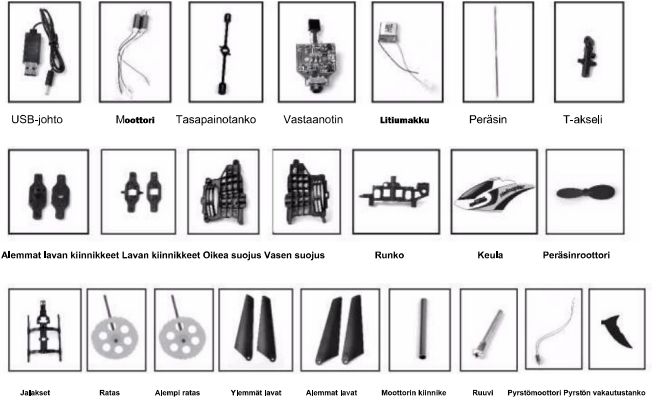 USB-johto Moottori Tasapainotanko Vastaanotin Litiumakku Peräsin T-akseli
Alemmat lavan kiinnikkeet Lavan kiinnikkeet Oikea suojus Vasen suojus Runko Keula Peräsinroottori
Jalakset Ratas Alempi ratas Ylemmät lavat Alemmat lavat Moottorin kiinnike Ruuvi Pyrstömoottori Pyrstön vakautustanko